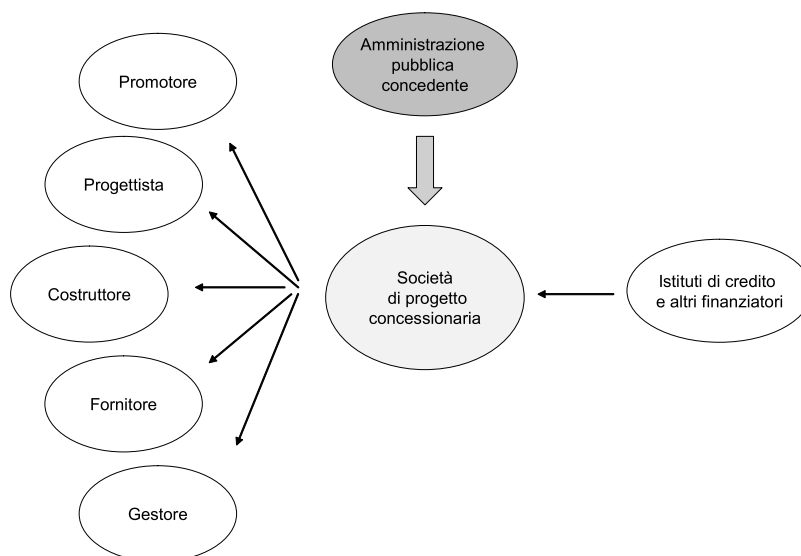 Amministrazione
pubblica
concedente
Promotore
Progettista
Costruttore
Fornitore
Gestore
Società
di progetto
concessionaria
Istituti di credito
e altri finanziatori